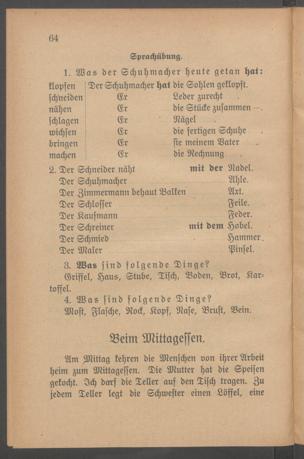 64
Sprachübung.
1. Was der Schuhmacher heute getan hat:
klopfen Der Schuhmacher hat die Sohlen geklopft.
schneiden Er Leder zurecht .
nähen Er die Stücke zusammen — .
schlagen Er Nägel .
wichsen Er die fertigen Schuhe .
bringen Er sie meinem Vater .
machen Er die Rechnung .
2. Der Schneider näht mit der Nadel.
Der Schuhmacher Ahle.
Der Zimmermann behaut Balken Axt.
Der Schlosser Feile.
Der Kaufmann Feder.
Der Schreiner mit dem Hobel.
Der Schmied Hammer.
Der Maler Pinsel.
3. Was sind folgende Dinge?
Griffel, Haus, Stube, Tisch, Boden, Brot, Kar-
toffel.
4. Was sind folgende Dinge?
Most, Flasche, Rock, Kopf, Nase, Brust, Bein.
Beim Mittagessen.
Am Mittag kehren die Menschen von ihrer Arbeit
heim zum Mittagessen. Die Mutter hat die Speisen
gekocht. Ich darf die Teller auf den Tisch tragen. Zu
jedem Teller legt die Schwester einen Löffel, eine